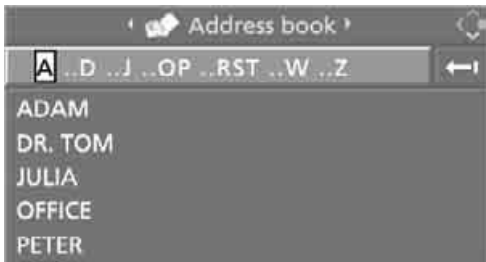 Address book
A ..D ..J ..OP ..RST ..W ..Z
ADAM
DR. TOM
JULIA
OFFICE
PETER